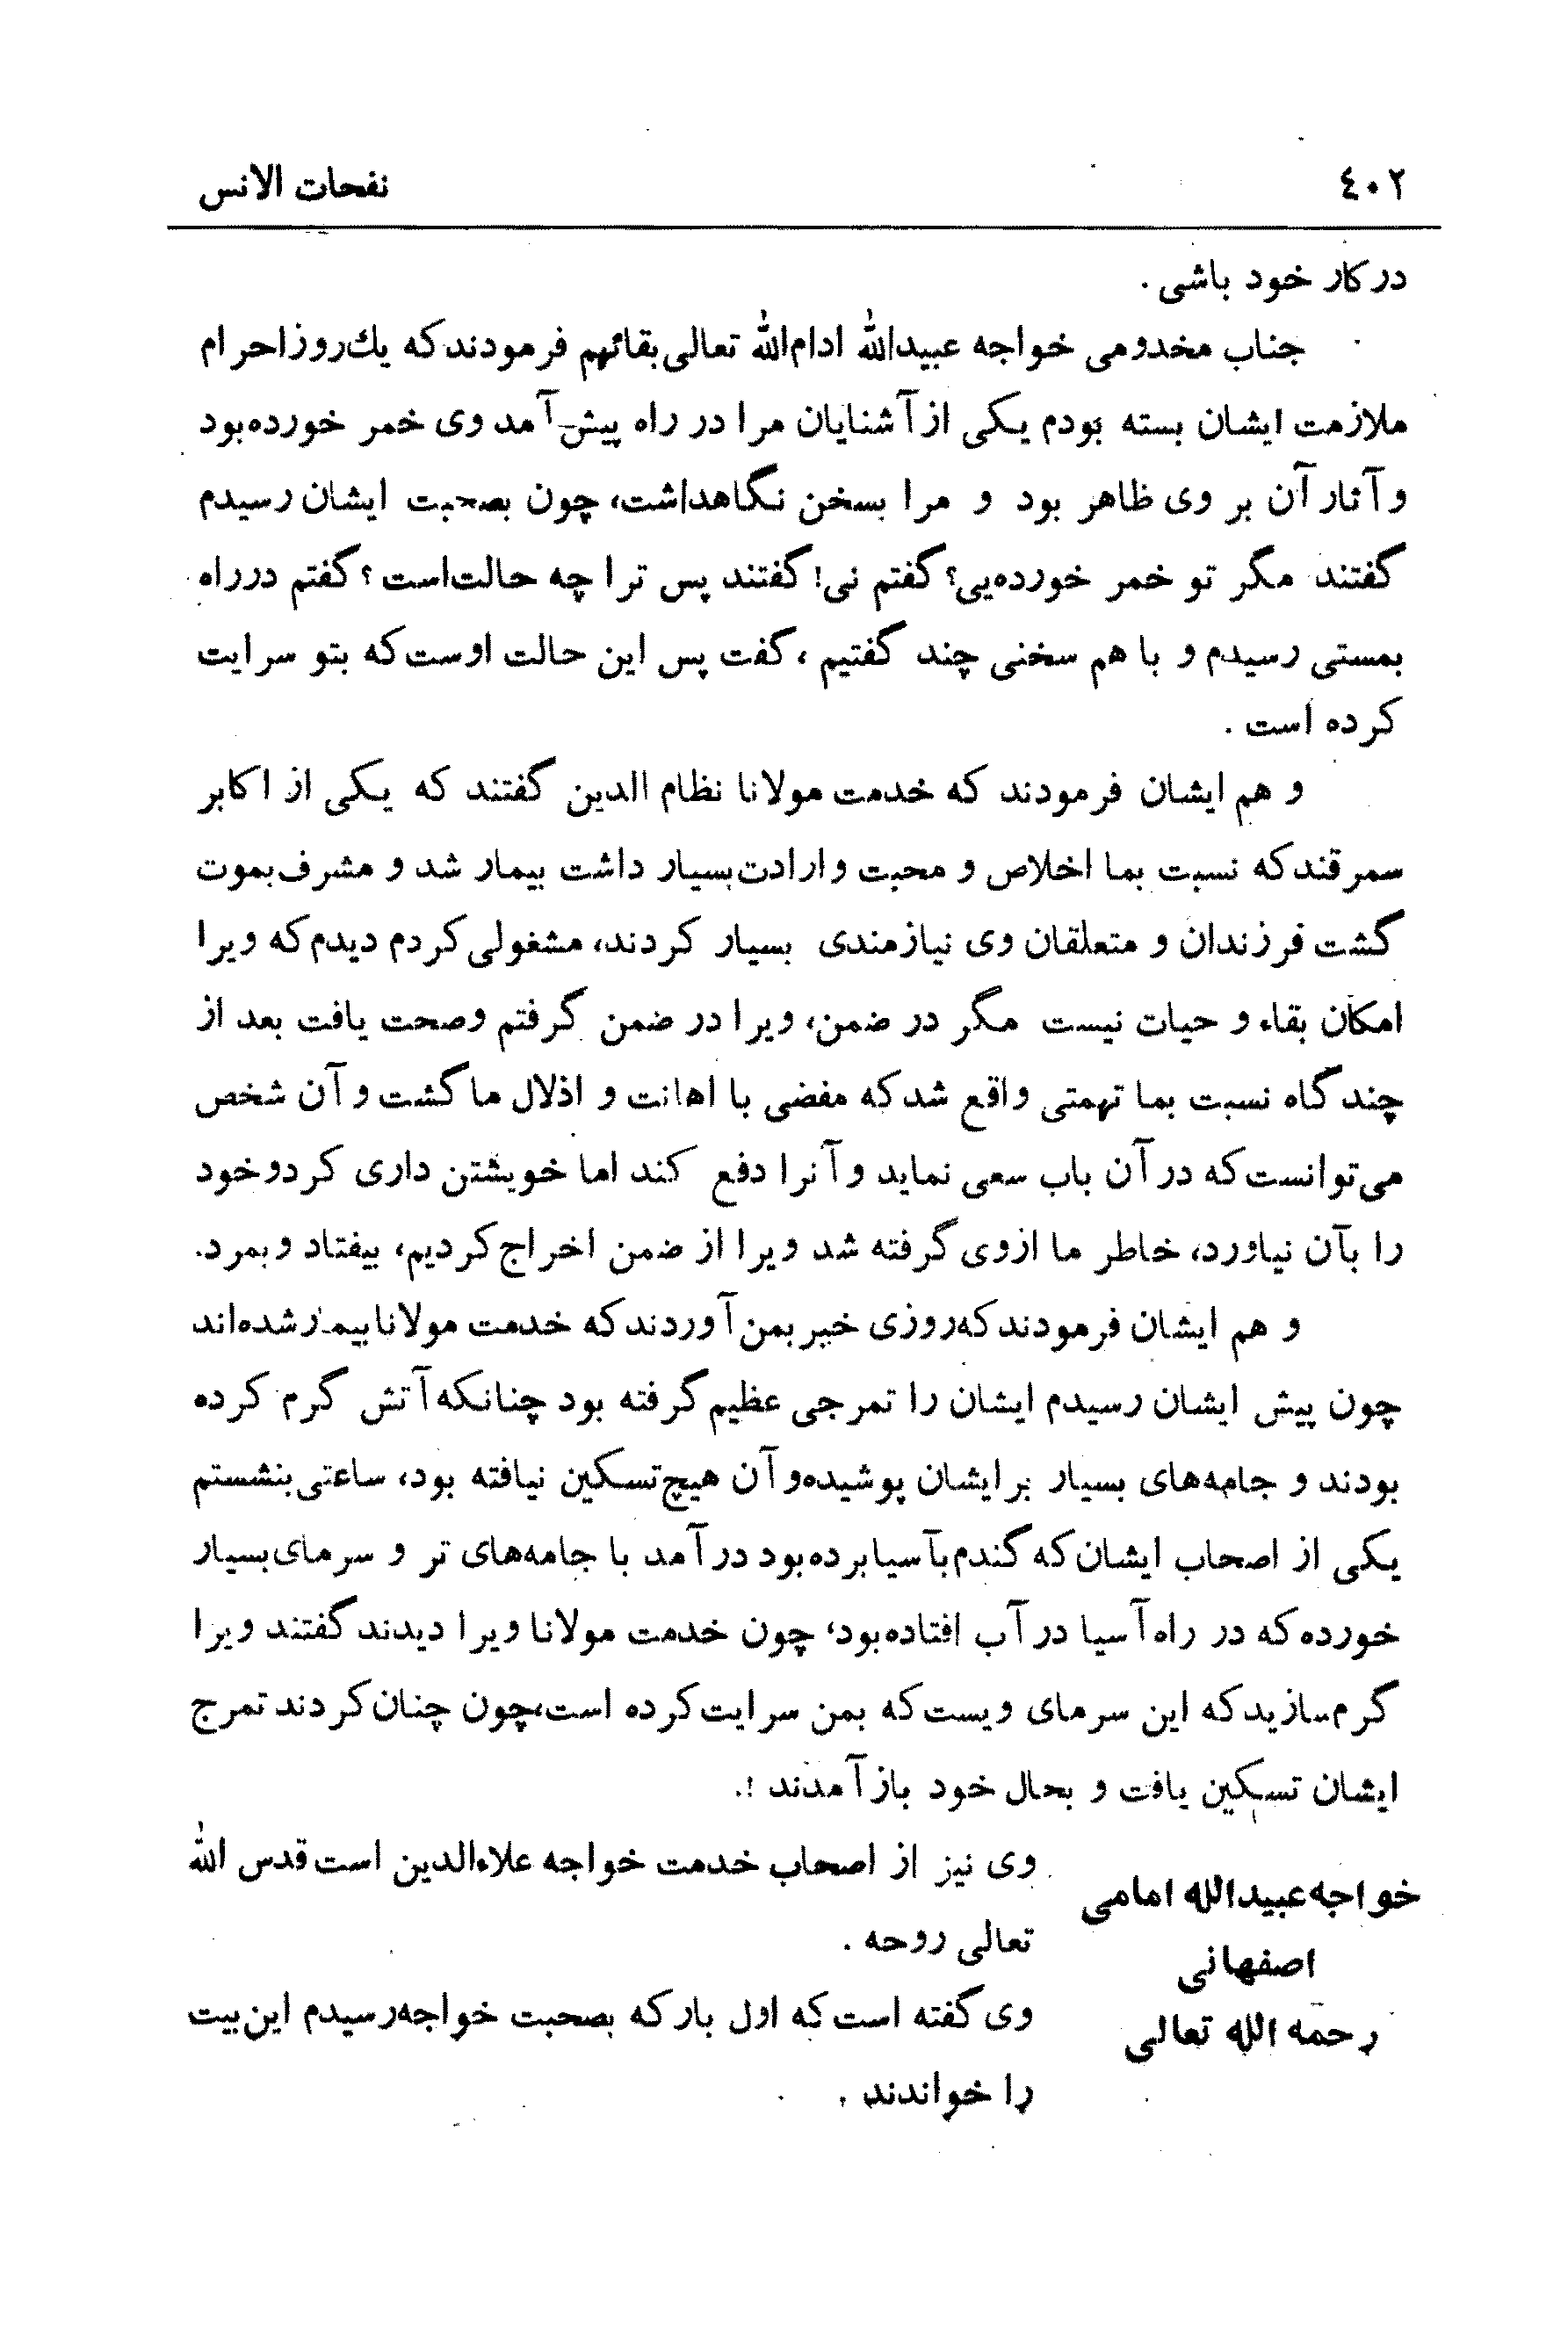 ٤٠٢
نفحات الانس
در کار خود باشی .
جناب مخدومی خواجه عبیدالله ادام‌الله تعالی بقائهم فرمودند که یك روز احرام
ملازمت ایشان بسته بودم یکی از آشنایان مرا در راه پیش آمد وی خمر خورده بود
و آثار آن بر وی ظاهر بود و مرا بسخن نگاهداشت، چون بصحبت ایشان رسیدم
گفتند مگر تو خمر خورده‌یی؟ گفتم نی! گفتند پس ترا چه حالت است ؟ گفتم در راه
بمستی رسیدم و با هم سخنی چند گفتیم ، گفت پس این حالت اوست که بتو سرایت
کرده است .
و هم ایشان فرمودند که خدمت مولانا نظام الدین گفتند که یکی از اکابر
سمرقند که نسبت بما اخلاص و محبت و ارادت بسیار داشت بیمار شد و مشرف بموت
گشت فرزندان و متعلقان وی نیازمندی بسیار کردند، مشغولی کردم دیدم که ویرا
امکان بقاء و حیات نیست مگر در ضمن، ویرا در ضمن گرفتم وصحت یافت بعد از
چند گاه نسبت بما تهمتی واقع شد که مفضی با اهانت و اذلال ما گشت و آن شخص
می‌توانست که در آن باب سعی نماید و آنرا دفع کند اما خویشتن داری کرد و خود
را بآن نیاورد، خاطر ما ازوی گرفته شد ویرا از ضمن اخراج کردیم، بیفتاد و بمرد.
و هم ایشان فرمودند که روزی خبر بمن آوردند که خدمت مولانا بیمار شده‌اند
چون پیش ایشان رسیدم ایشان را تمرجی عظیم گرفته بود چنانکه آتش گرم کرده
بودند و جامه‌های بسیار بر ایشان پوشیده و آن هیچ تسکین نیافته بود، ساعتی بنشستم
یکی از اصحاب ایشان که گندم بآسیا برده بود در آمد با جامه‌های تر و سرمای بسیار
خورده که در راه آسیا در آب افتاده بود، چون خدمت مولانا ویرا دیدند گفتند ویرا
گرم سازید که این سرمای ویست که بمن سرایت کرده است، چون چنان کردند تمرج
ایشان تسکین یافت و بحال خود باز آمدند !.
خواجه عبیدالله امامی
اصفهانی
رحمه الله تعالی
وی نیز از اصحاب خدمت خواجه علاءالدین است قدس الله
تعالی روحه .
وی گفته است که اول بار که بصحبت خواجه رسیدم این بیت
را خواندند .